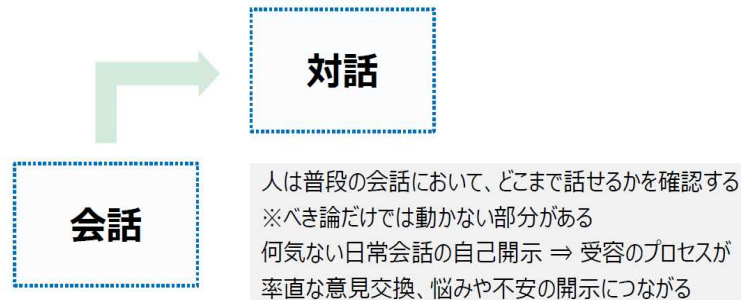 対話
会話
人は普段の会話において、どこまで話せるかを確認する
※べき論だけでは動かない部分がある
何気ない日常会話の自己開示 ⇒ 受容のプロセスが
率直な意見交換、悩みや不安の開示につながる